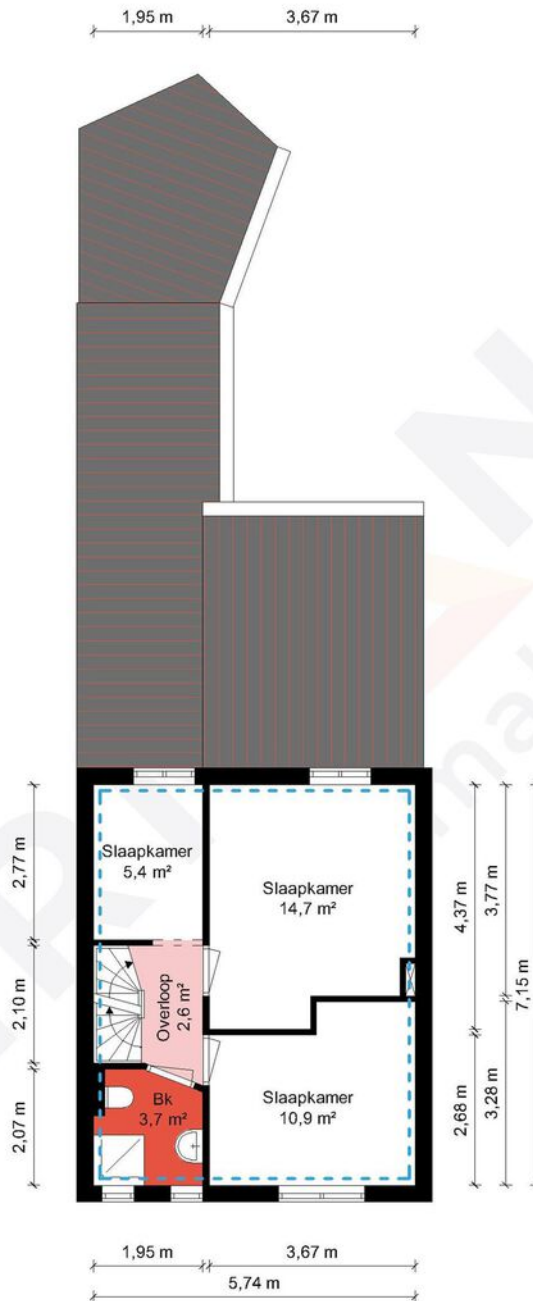 1,95 m
3,67 m
Slaapkamer
5,4 m²
Slaapkamer
14,7 m²
Overloop
2,6 m²
Bk
3,7 m²
Slaapkamer
10,9 m²
2,77 m
2,10 m
2,07 m
4,37 m
2,68 m
3,77 m
3,28 m
7,15 m
1,95 m
3,67 m
5,74 m